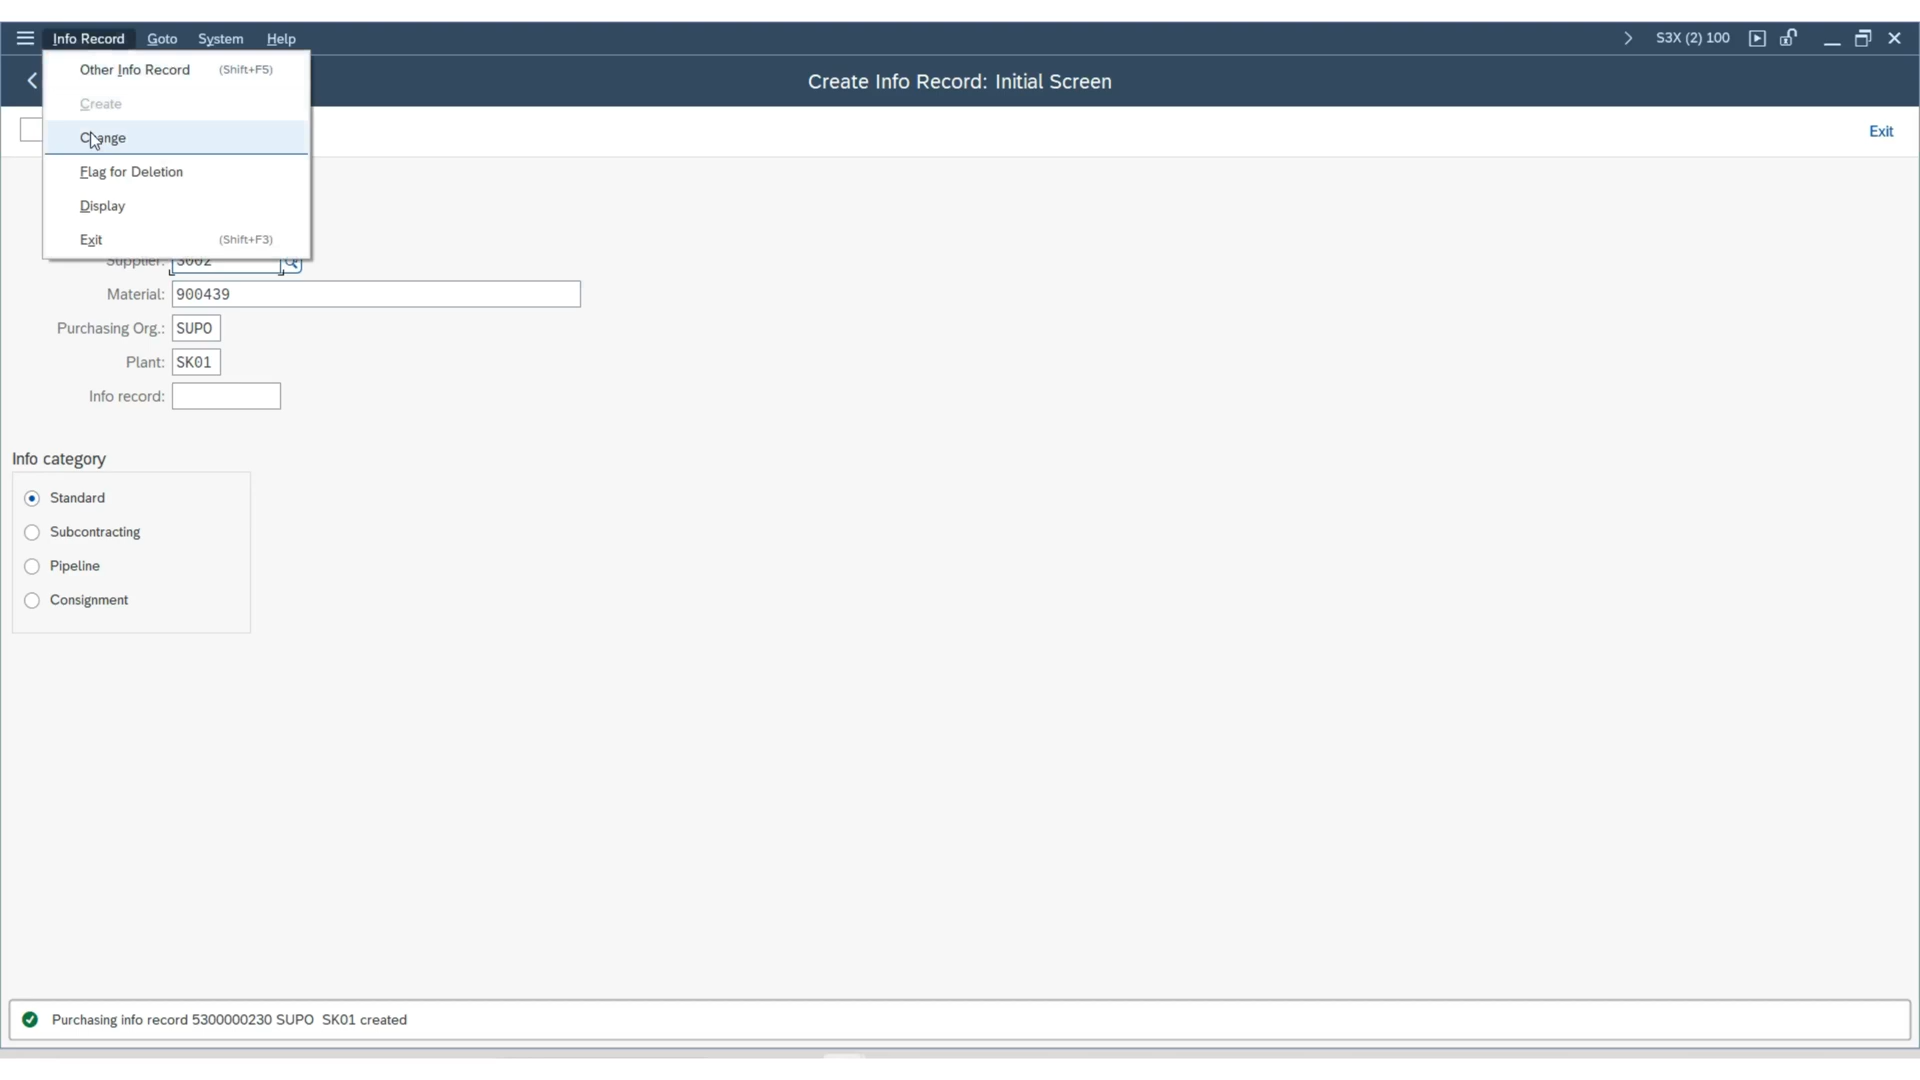 Info Record Goto System Help
S3X (2) 100
Create Info Record: Initial Screen
Other Info Record (Shift+F5)
Create
Change
Flag for Deletion
Display
Exit (Shift+F3)
Exit
Supplier: S002
Material: 900439
Purchasing Org.: SUPO
Plant: SK01
Info record:
Info category
Standard
Subcontracting
Pipeline
Consignment
Purchasing info record 5300000230 SUPO SK01 created